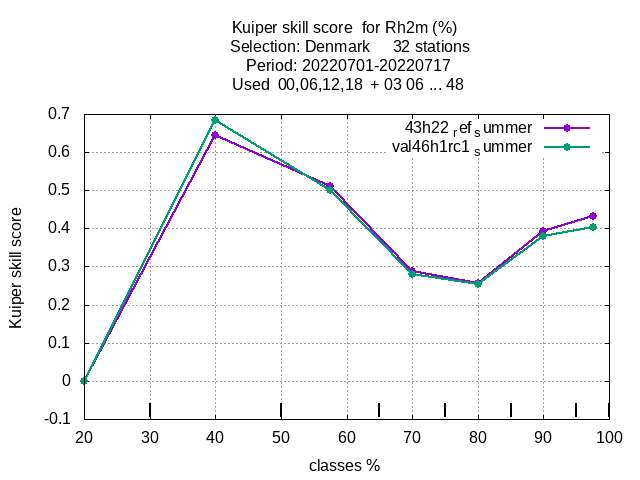 Kuiper skill score  for Rh2m (%)
Selection: Denmark     32 stations
Period: 20220701-20220717
Used  00,06,12,18  + 03 06 ... 48
43h22 ref summer
val46h1rc1 summer
0.7
0.6
0.5
0.4
0.3
0.2
0.1
0
-0.1
Kuiper skill score
20 30 40 50 60 70 80 90 100
classes %